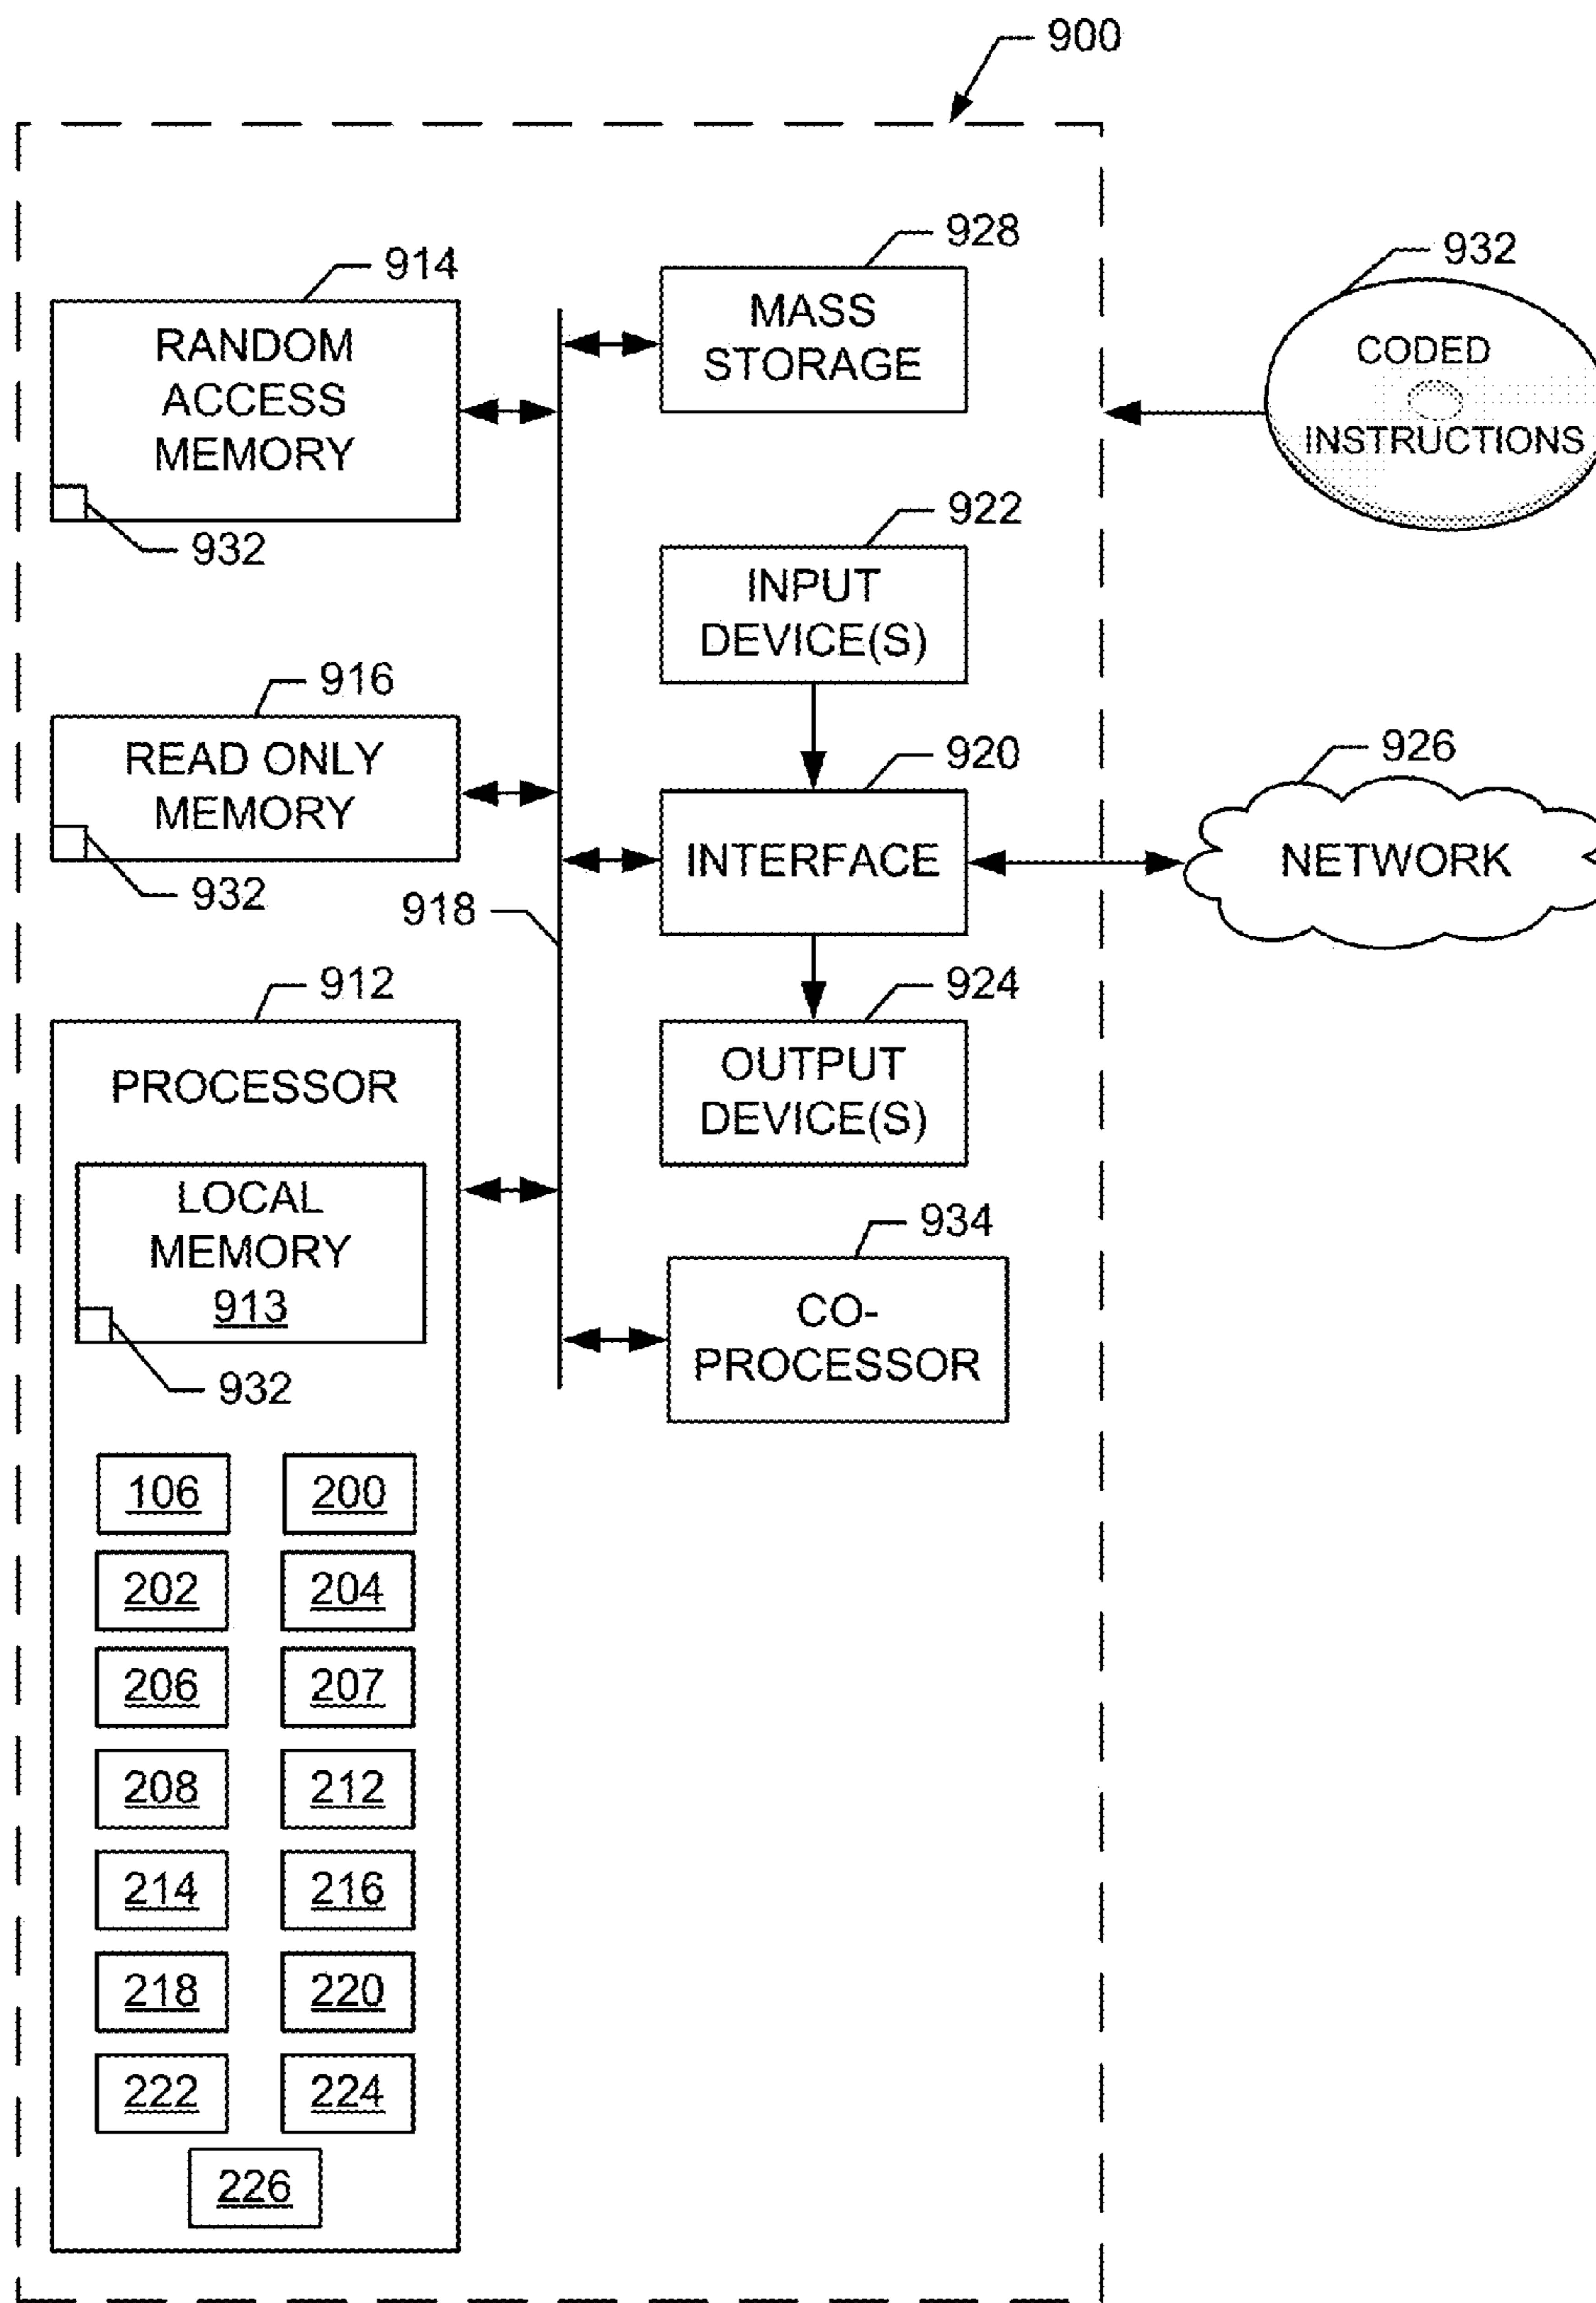 900
914
RANDOM
ACCESS
MEMORY
932
928
MASS
STORAGE
932
CODED
INSTRUCTIONS
922
INPUT
DEVICE(S)
916
READ ONLY
MEMORY
932
918
920
INTERFACE
926
NETWORK
924
OUTPUT
DEVICE(S)
912
PROCESSOR
LOCAL
MEMORY
913
932
934
CO-
PROCESSOR
106 200
202 204
206 207
208 212
214 216
218 220
222 224
226